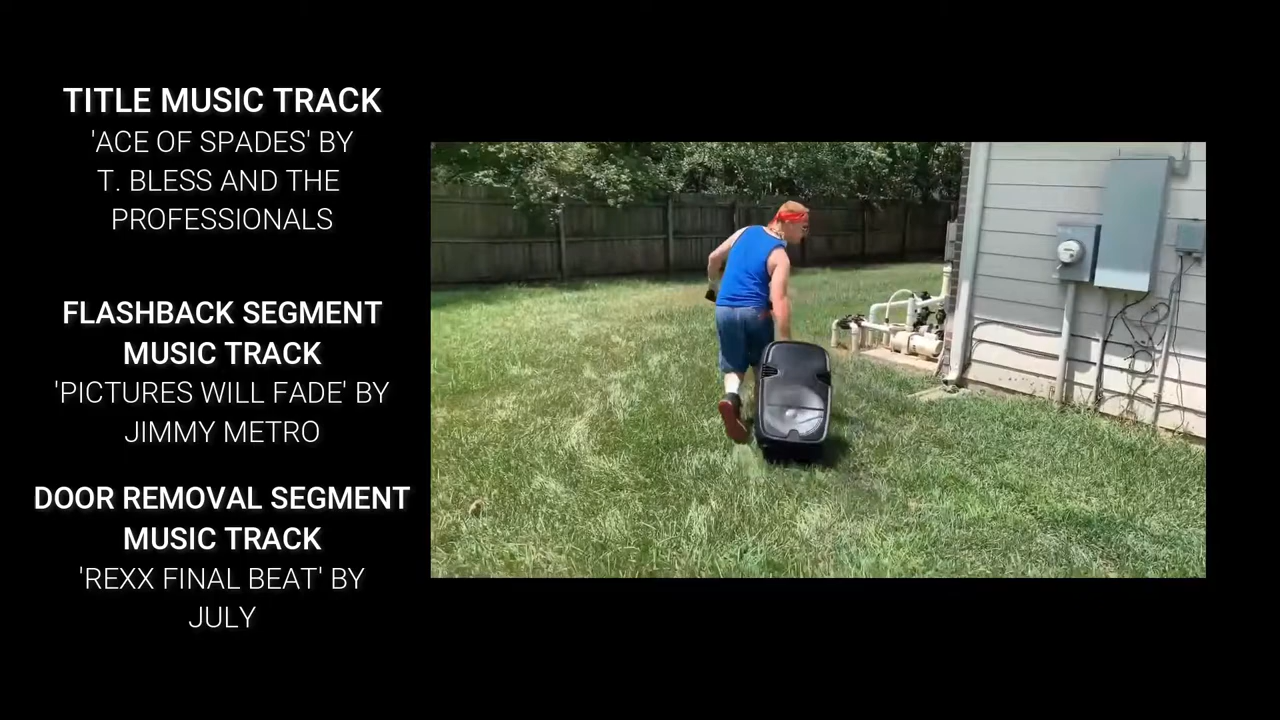 TITLE MUSIC TRACK
'ACE OF SPADES' BY
T. BLESS AND THE
PROFESSIONALS
FLASHBACK SEGMENT
MUSIC TRACK
'PICTURES WILL FADE' BY
JIMMY METRO
DOOR REMOVAL SEGMENT
MUSIC TRACK
'REXX FINAL BEAT' BY
JULY